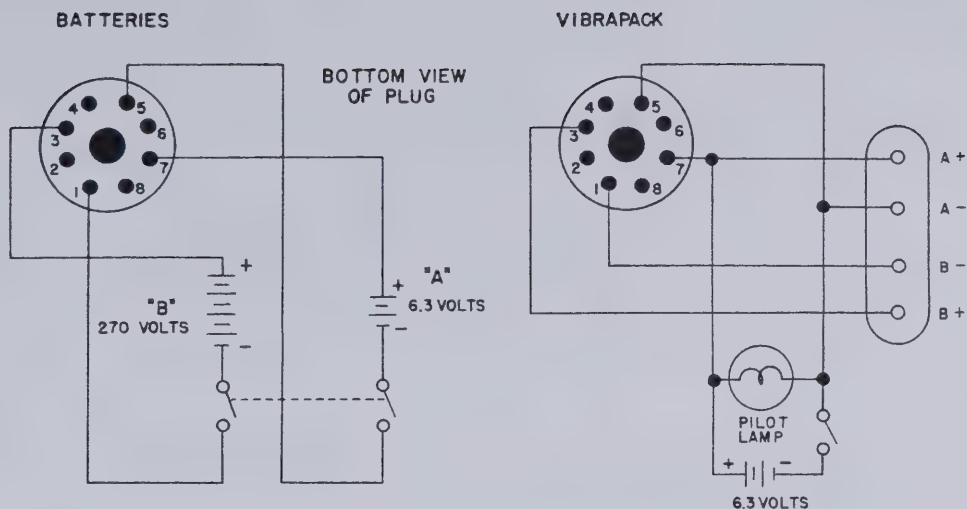 BATTERIES
BOTTOM VIEW
OF PLUG
4
5
3
6
2
7
1
8
+
"B"
270 VOLTS
-
+
"A"
6.3 VOLTS
-
VIBRAPACK
4
5
3
6
2
7
1
8
A +
A -
B -
B +
PILOT
LAMP
+
-
6.3 VOLTS